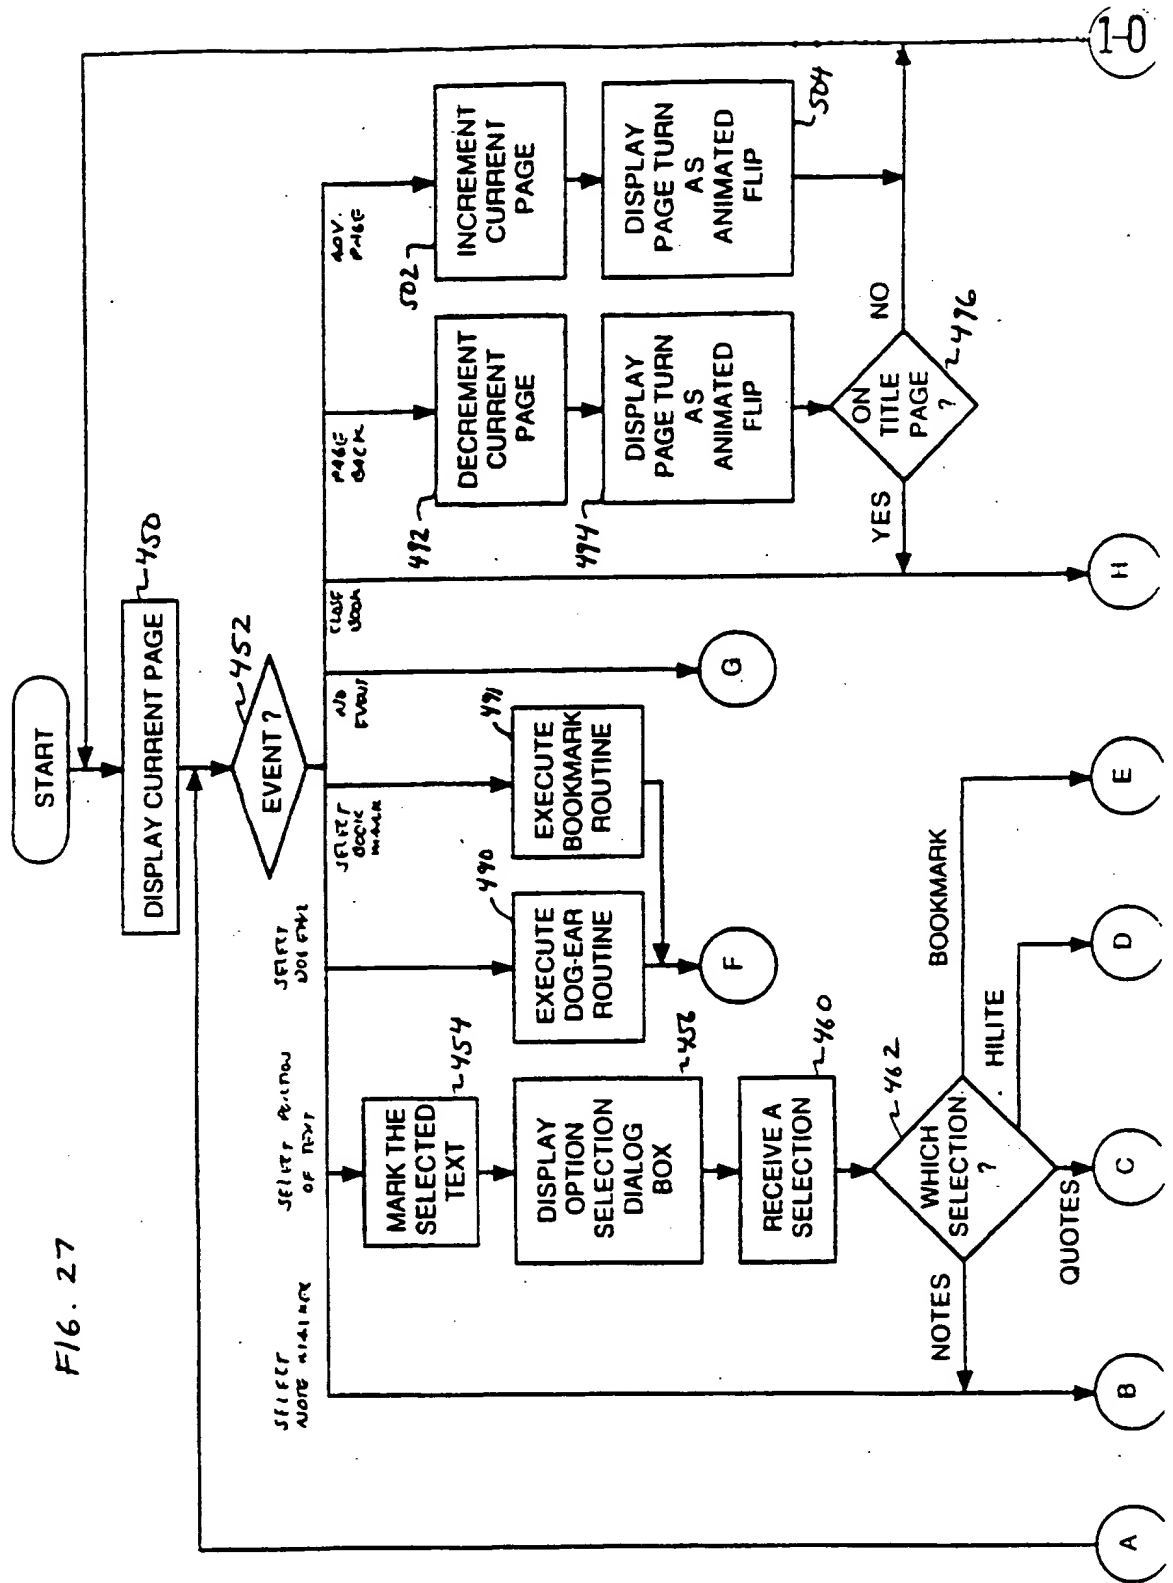 FIG. 27
START
DISPLAY CURRENT PAGE
450
EVENT ?
452
SELECT
NOTE
SELECT PORTION
OF TEXT
SELECT
DOG EAR
SELECT
BOOK
MARK
NO
EVENT
CLOSE
BOOK
PAGE
BACK
ADV.
PAGE
MARK THE
SELECTED
TEXT
454
DISPLAY
OPTION
SELECTION
DIALOG
BOX
456
RECEIVE A
SELECTION
460
WHICH
SELECTION
?
462
NOTES
QUOTES
HILITE
BOOKMARK
EXECUTE
DOG-EAR
ROUTINE
490
EXECUTE
BOOKMARK
ROUTINE
491
DECREMENT
CURRENT
PAGE
492
DISPLAY
PAGE TURN
AS
ANIMATED
FLIP
494
ON
TITLE
PAGE
?
496
YES
NO
INCREMENT
CURRENT
PAGE
502
DISPLAY
PAGE TURN
AS
ANIMATED
FLIP
504
A
B
C
D
E
F
G
H
1-0